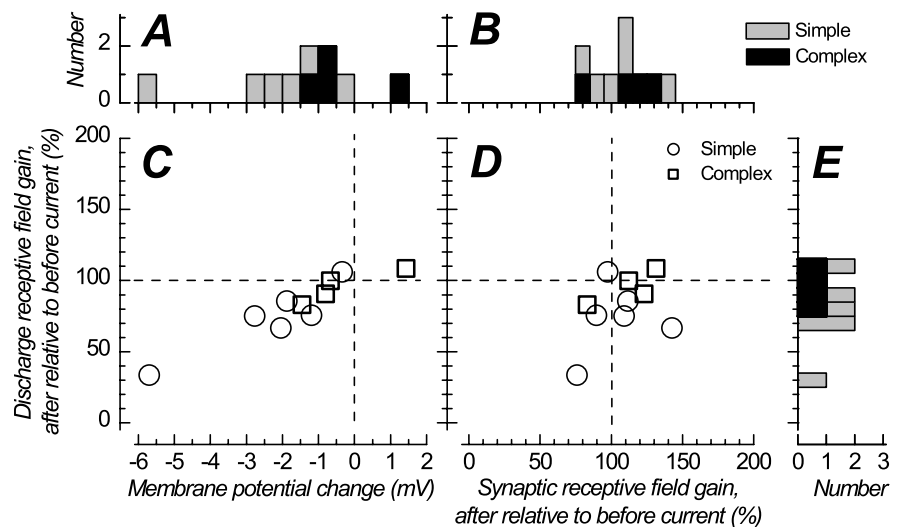 A
B
Number
2
0
Simple
Complex
C
D
E
Simple
Complex
Discharge receptive field gain,
after relative to before current (%)
200
150
100
50
0
-6 -5 -4 -3 -2 -1 0 1 2
Membrane potential change (mV)
0 50 100 150 200
Synaptic receptive field gain,
after relative to before current (%)
0 1 2 3
Number